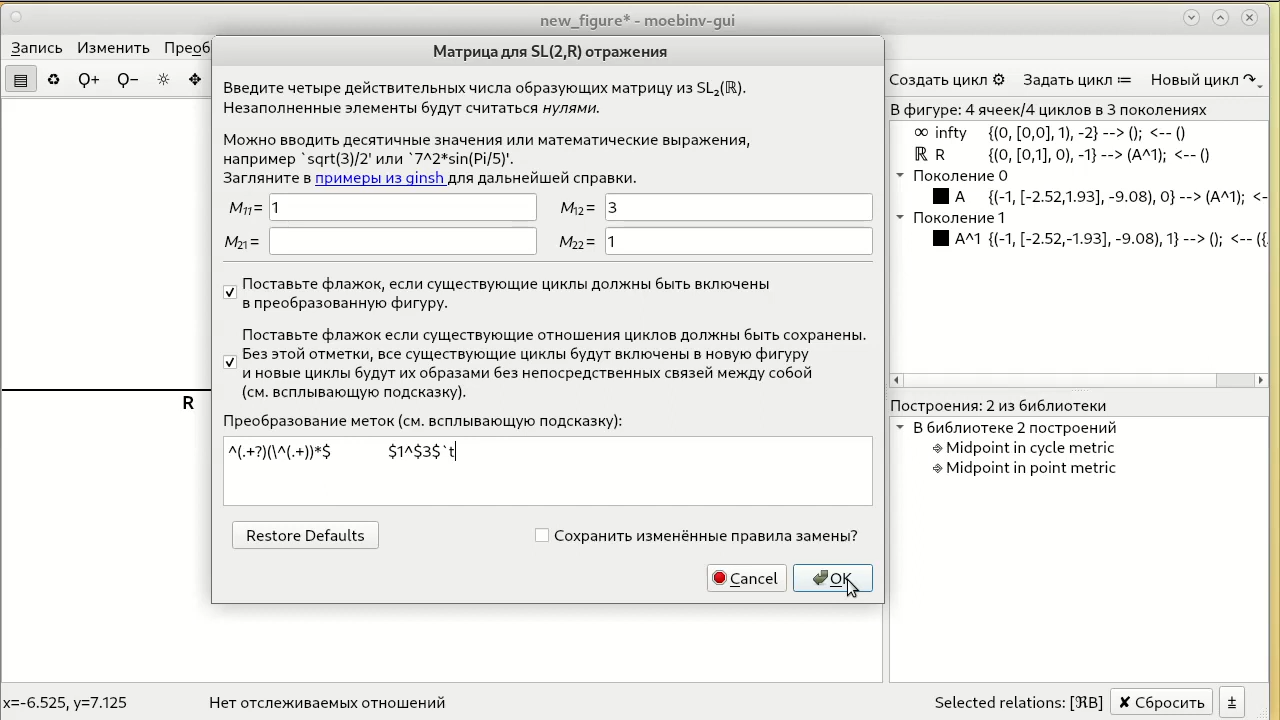 new_figure* - moebinv-gui
Запись Изменить Преоб
Матрица для SL(2,R) отражения
Q+ Q−
Создать цикл Задать цикл Новый цикл
Введите четыре действительных числа образующих матрицу из SL₂(ℝ).
Незаполненные элементы будут считаться нулями.
Можно вводить десятичные значения или математические выражения,
например `sqrt(3)/2' или `7^2*sin(Pi/5)'.
Загляните в примеры из ginsh для дальнейшей справки.
M₁₁= 1 M₁₂= 3
M₂₁= M₂₂= 1
Поставьте флажок, если существующие циклы должны быть включены
в преобразованную фигуру.
Поставьте флажок если существующие отношения циклов должны быть сохранены.
Без этой отметки, все существующие циклы будут включены в новую фигуру
и новые циклы будут их образами без непосредственных связей между собой
(см. всплывающую подсказку).
Преобразование меток (см. всплывающую подсказку):
^(.+?)(\^(.+))*$ $1^$3$`t
Restore Defaults
Сохранить изменённые правила замены?
Cancel OK
R
В фигуре: 4 ячеек/4 циклов в 3 поколениях
∞ infty {(0, [0,0], 1), -2} --> (); <-- ()
ℝ R {(0, [0,1], 0), -1} --> (A^1); <-- ()
Поколение 0
A {(-1, [-2.52,1.93], -9.08), 0} --> (A^1); <-
Поколение 1
A^1 {(-1, [-2.52,-1.93], -9.08), 1} --> (); <-- ({.
Построения: 2 из библиотеки
В библиотеке 2 построений
Midpoint in cycle metric
Midpoint in point metric
x=-6.525, y=7.125
Нет отслеживаемых отношений
Selected relations: [ℜB] ✘ Сбросить ±